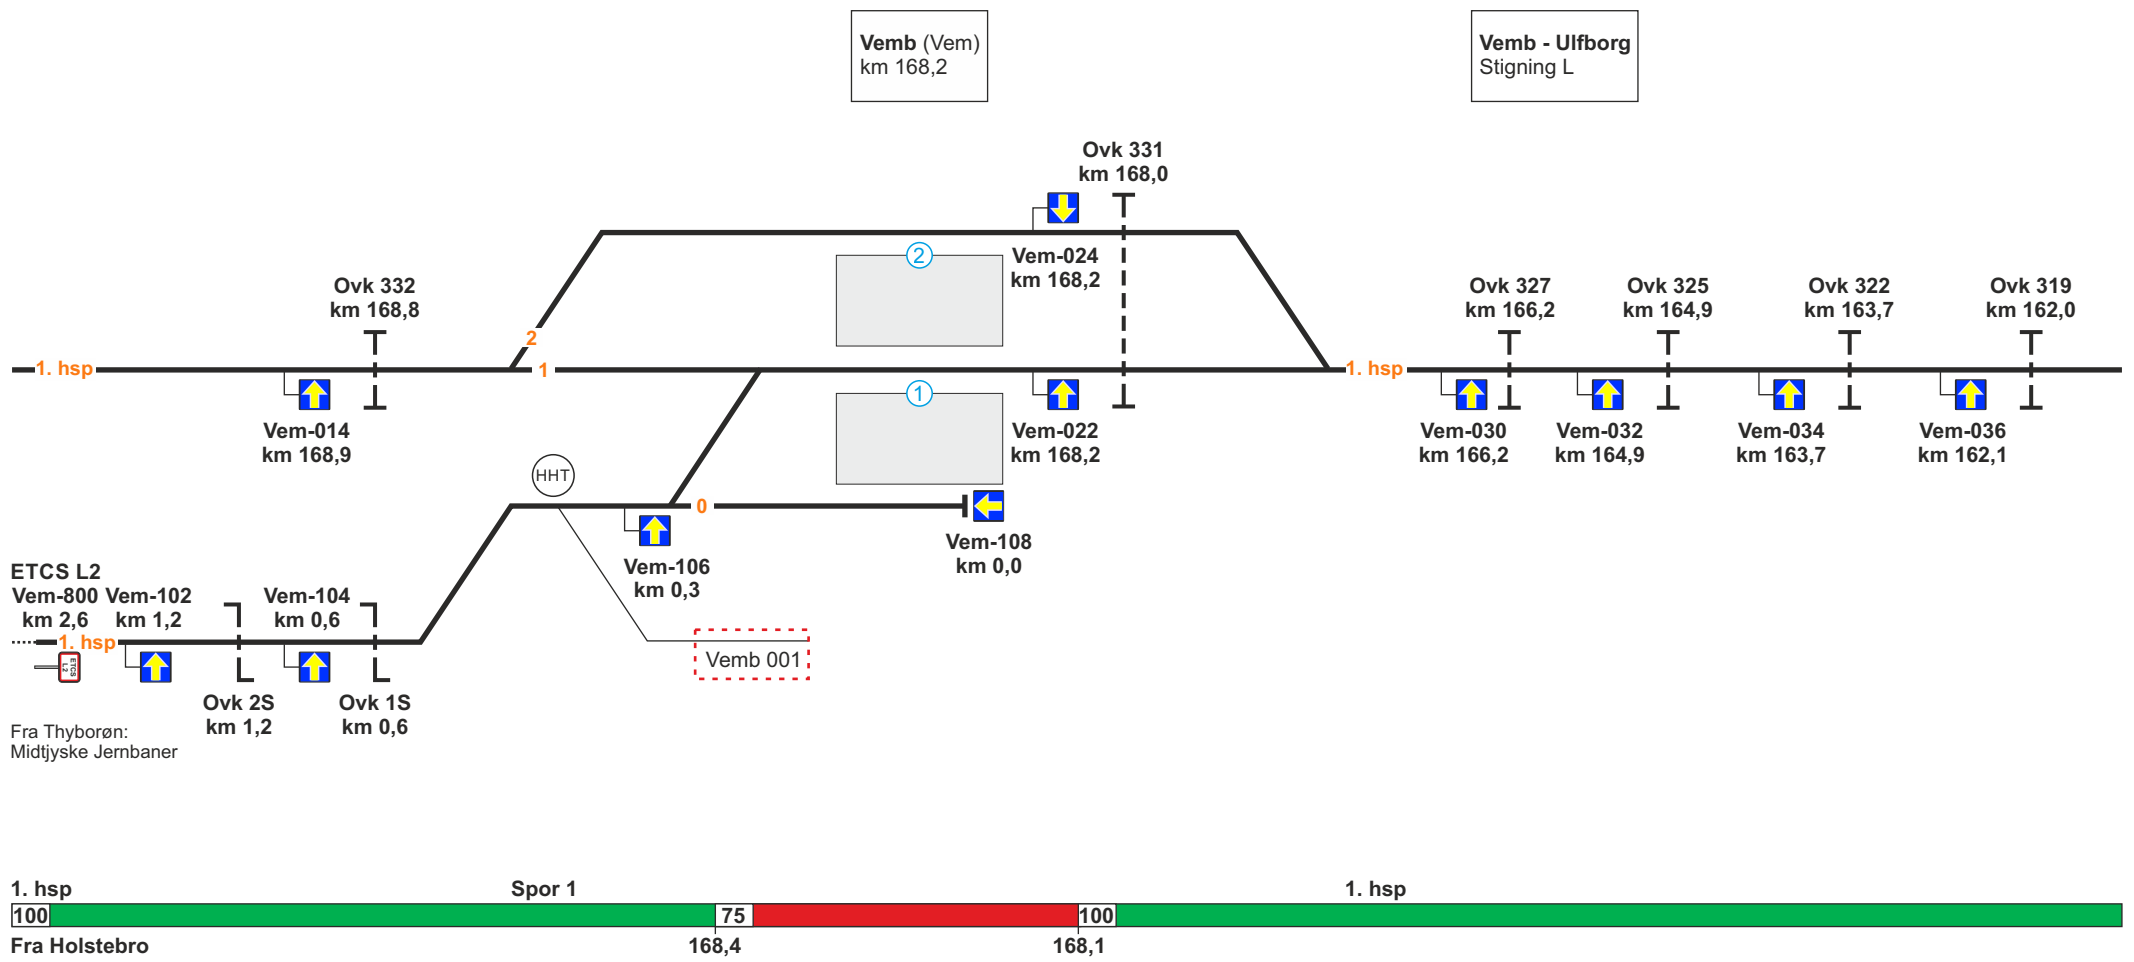 Vemb (Vem)
km 168,2
Vemb - Ulfborg
Stigning L
Ovk 331
km 168,0
2
Vem-024
km 168,2
Ovk 332
km 168,8
Ovk 327
km 166,2
Ovk 325
km 164,9
Ovk 322
km 163,7
Ovk 319
km 162,0
2
1. hsp
1
1. hsp
1
Vem-014
km 168,9
Vem-022
km 168,2
Vem-030
km 166,2
Vem-032
km 164,9
Vem-034
km 163,7
Vem-036
km 162,1
HHT
0
Vem-106
km 0,3
Vem-108
km 0,0
ETCS L2
Vem-800
km 2,6
Vem-102
km 1,2
Vem-104
km 0,6
1. hsp
ETCS
L2
Vemb 001
Ovk 2S
km 1,2
Ovk 1S
km 0,6
Fra Thyborøn:
Midtjyske Jernbaner
1. hsp
Spor 1
1. hsp
100
75
100
Fra Holstebro
168,4
168,1